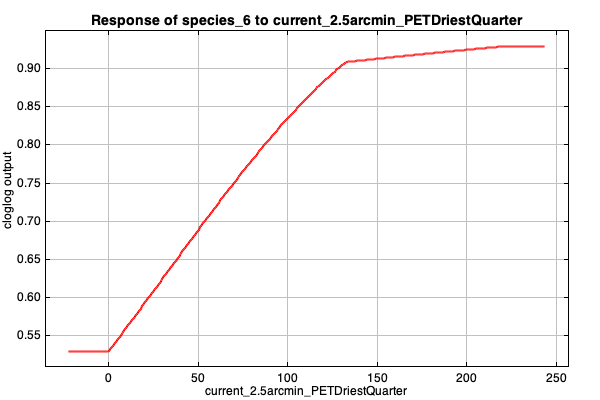 Response of species_6 to current_2.5arcmin_PETDriestQuarter
cloglog output
0.90
0.85
0.80
0.75
0.70
0.65
0.60
0.55
0 50 100 150 200 250
current_2.5arcmin_PETDriestQuarter